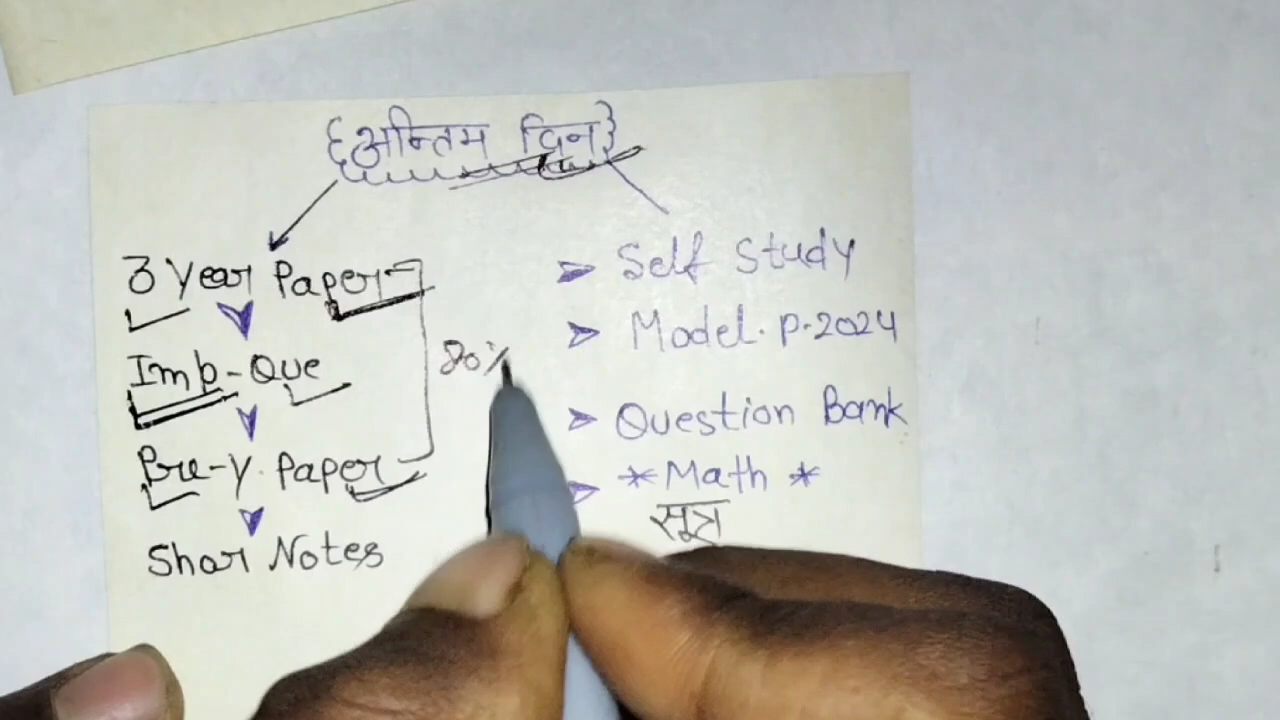 {अन्तिम दिन}
3 Year Paper
Imp-Que
Pre-y. Paper
Shor Notes
80%
Self Study
Model. P. 2024
Question Bank
*Math *
सूत्र